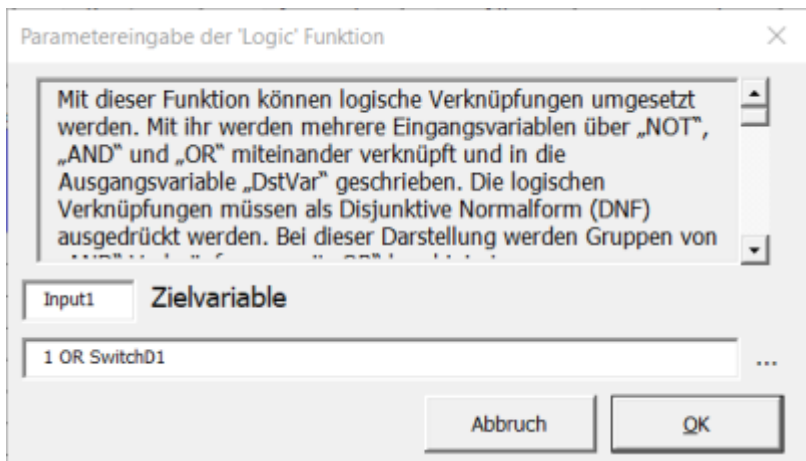 Parametereingabe der 'Logic' Funktion
Mit dieser Funktion können logische Verknüpfungen umgesetzt
werden. Mit ihr werden mehrere Eingangsvariablen über „NOT“,
„AND“ und „OR“ miteinander verknüpft und in die
Ausgangsvariable „DstVar“ geschrieben. Die logischen
Verknüpfungen müssen als Disjunktive Normalform (DNF)
ausgedrückt werden. Bei dieser Darstellung werden Gruppen von
Input1 Zielvariable
1 OR SwitchD1 ...
Abbruch OK